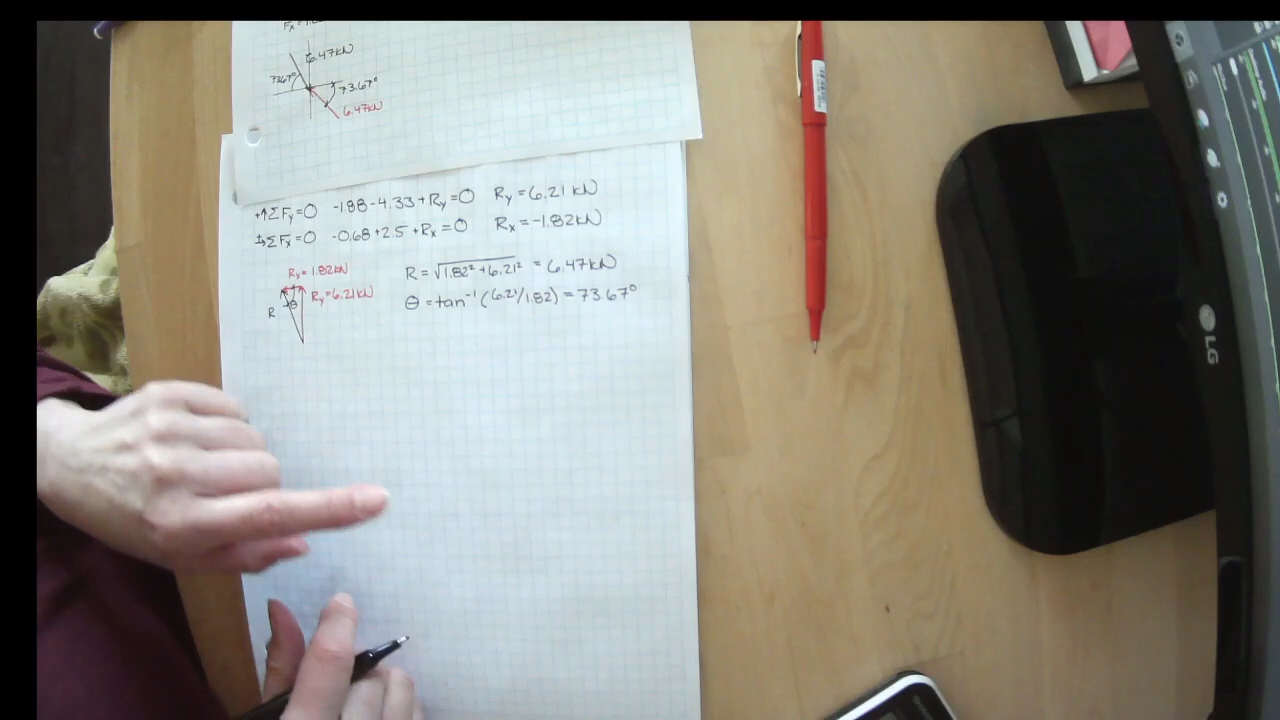 6.47kN
73.67°
73.67°
6.47kN
+↑ΣFy=0 -1.88-4.33+Ry=0 Ry=6.21 kN
+→ΣFx=0 -0.68+2.5+Rx=0 Rx=-1.82kN
Rx=1.82kN
R = √1.82²+6.21² = 6.47kN
Ry=6.21kN
θ = tan⁻¹(6.21/1.82) = 73.67°
R
θ
LG